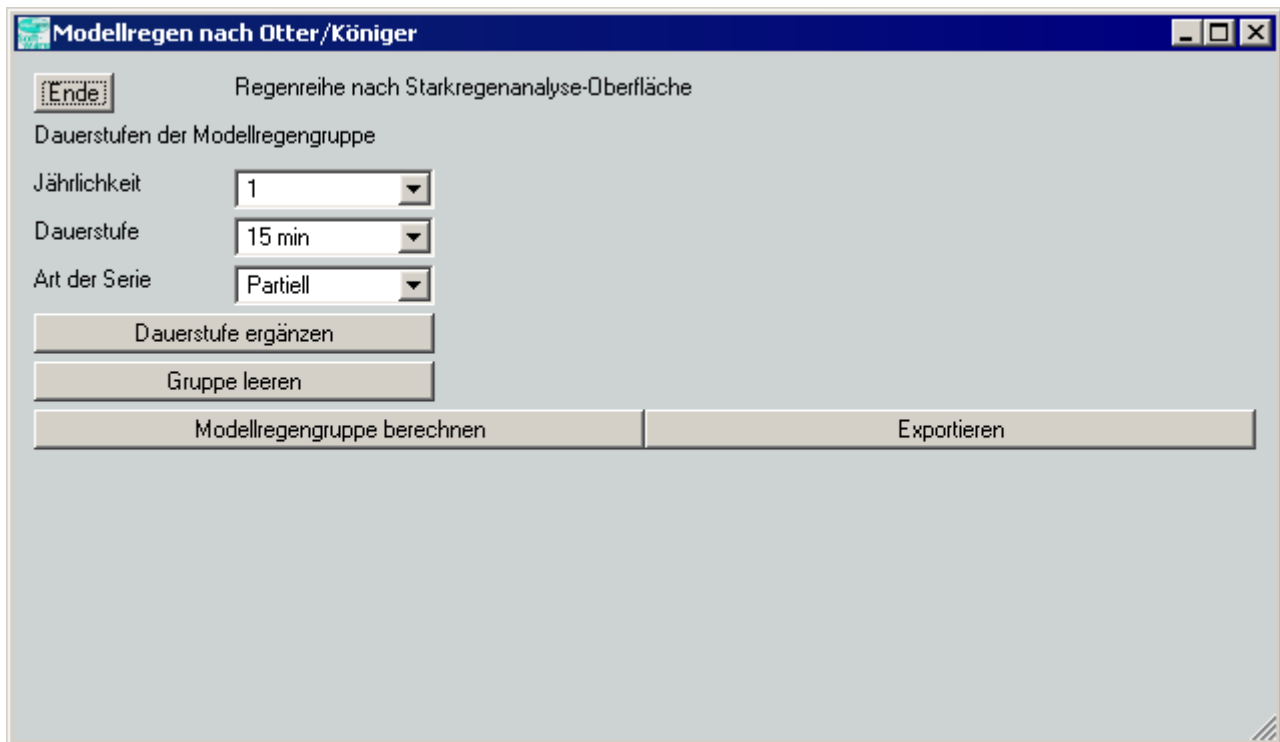 Modellregen nach Otter/Königer
Ende Regenreihe nach Starkregenanalyse-Oberfläche
Dauerstufen der Modellregengruppe
Jährlichkeit 1
Dauerstufe 15 min
Art der Serie Partiell
Dauerstufe ergänzen
Gruppe leeren
Modellregengruppe berechnen Exportieren